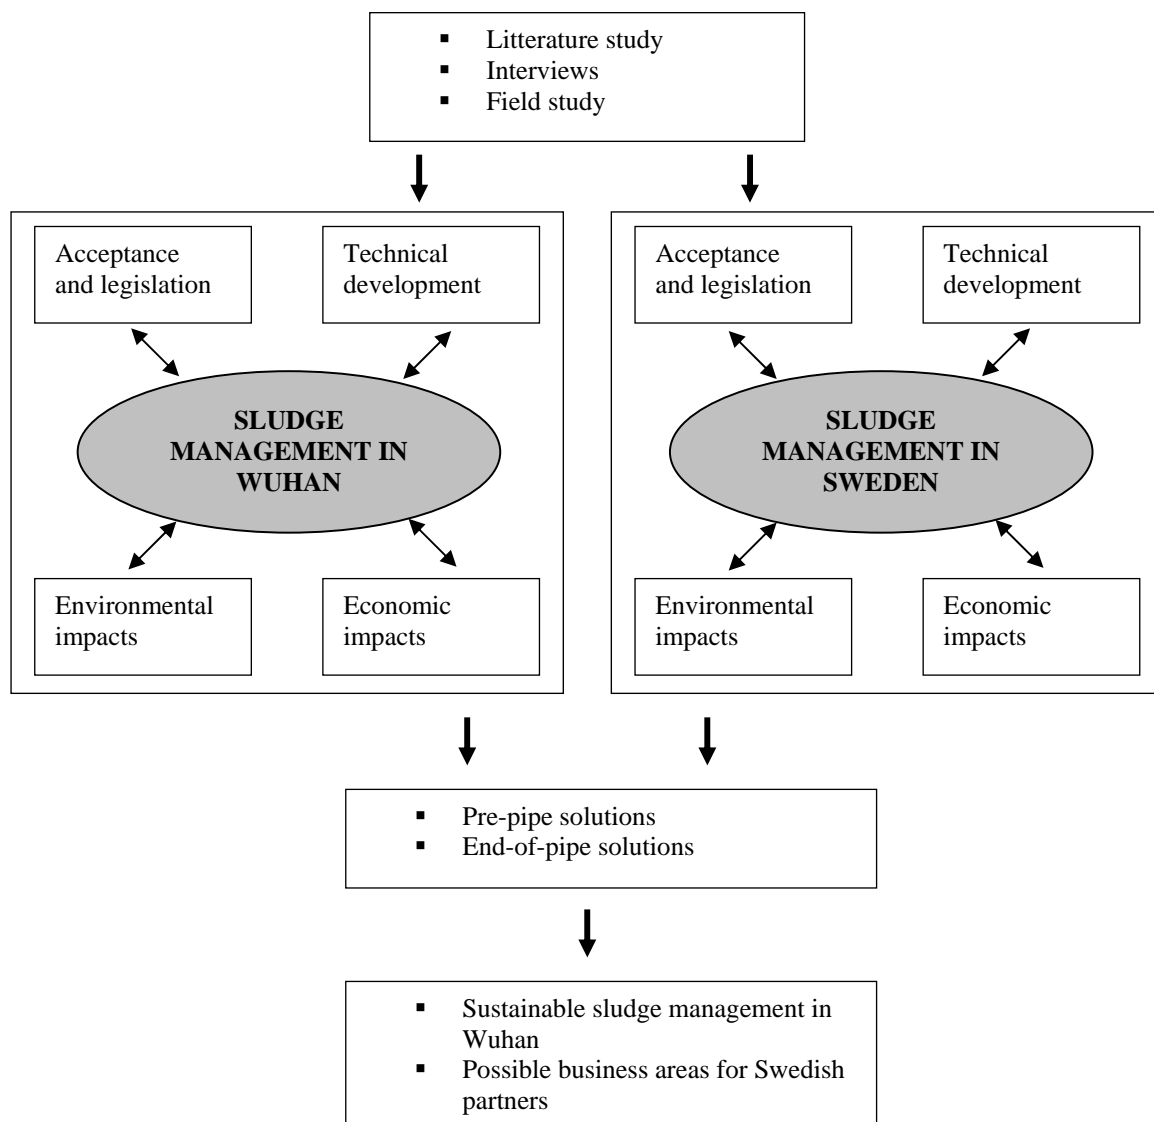 ▪ Litterature study
▪ Interviews
▪ Field study
Acceptance
and legislation
Technical
development
SLUDGE
MANAGEMENT IN
WUHAN
Environmental
impacts
Economic
impacts
Acceptance
and legislation
Technical
development
SLUDGE
MANAGEMENT IN
SWEDEN
Environmental
impacts
Economic
impacts
▪ Pre-pipe solutions
▪ End-of-pipe solutions
▪ Sustainable sludge management in
Wuhan
▪ Possible business areas for Swedish
partners